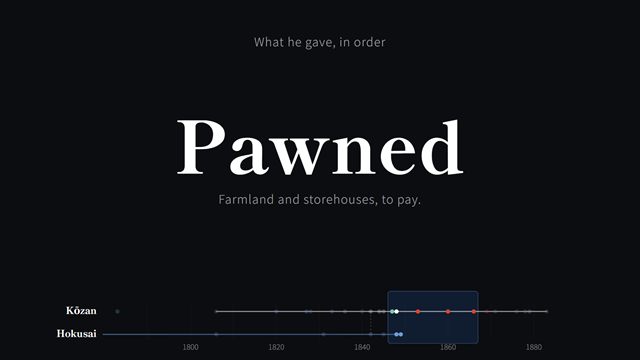 What he gave, in order
Pawned
Farmland and storehouses, to pay.
Kōzan
Hokusai
1800 1820 1840 1860 1880